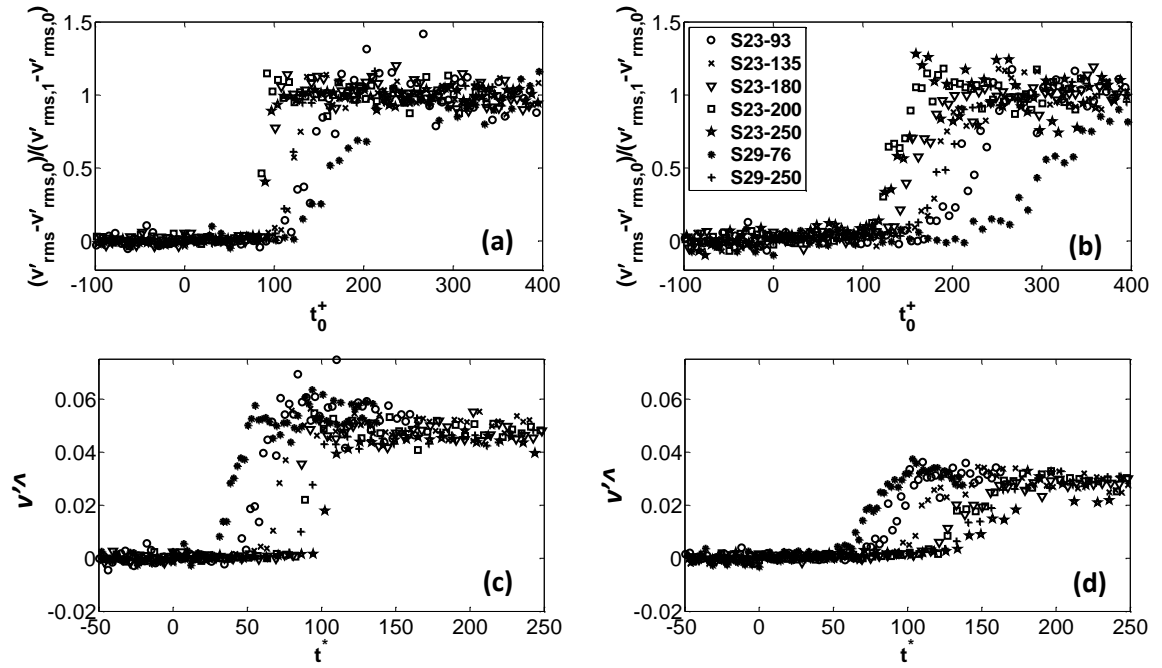 (v'rms-v'rms,0)/(v'rms,1-v'rms,0)
1.5
1
0.5
0
-100 0 100 200 300 400
t0+
(a)
(v'rms-v'rms,0)/(v'rms,1-v'rms,0)
1.5
1
0.5
0
-100 0 100 200 300 400
t0+
(b)
S23-93
S23-135
S23-180
S23-200
S23-250
S29-76
S29-250
v'^
0.06
0.04
0.02
0
-0.02
-50 0 50 100 150 200 250
t*
(c)
v'^
0.06
0.04
0.02
0
-0.02
-50 0 50 100 150 200 250
t*
(d)